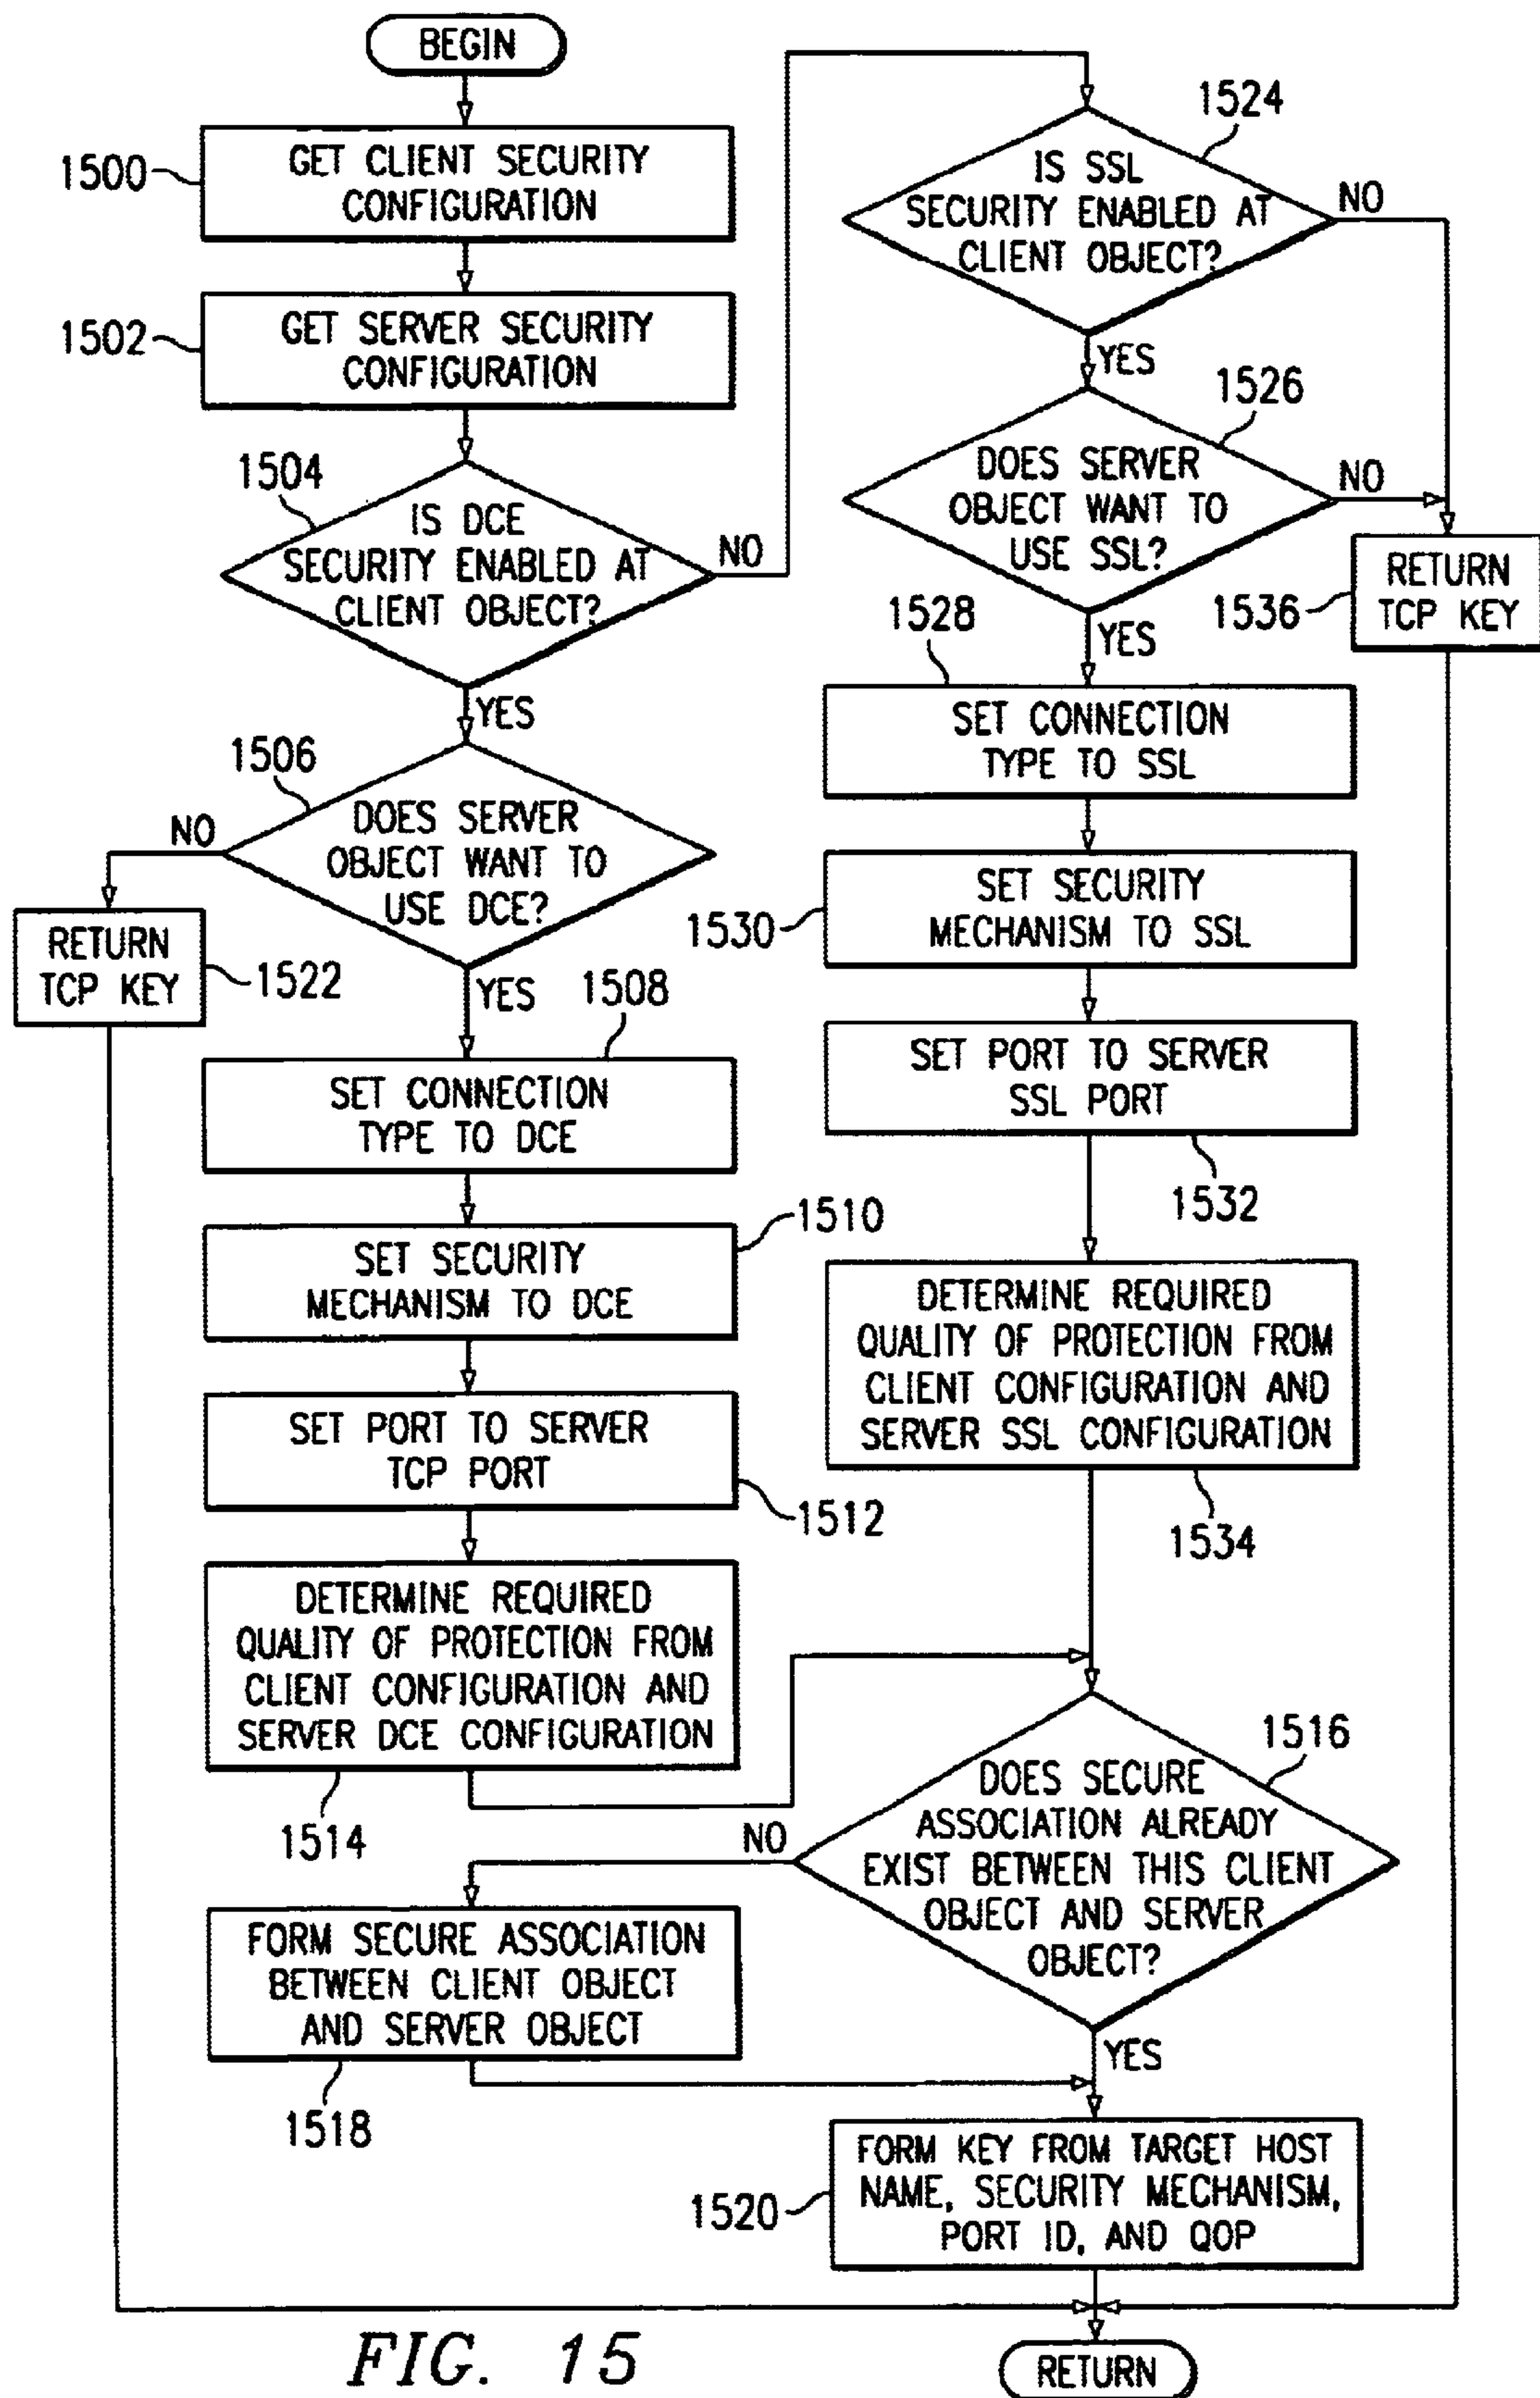 BEGIN
1500
GET CLIENT SECURITY
CONFIGURATION
1502
GET SERVER SECURITY
CONFIGURATION
1504
IS DCE
SECURITY ENABLED AT
CLIENT OBJECT?
NO
YES
1506
DOES SERVER
OBJECT WANT TO
USE DCE?
NO
RETURN
TCP KEY
1522
YES
1508
SET CONNECTION
TYPE TO DCE
1510
SET SECURITY
MECHANISM TO DCE
SET PORT TO SERVER
TCP PORT
1512
DETERMINE REQUIRED
QUALITY OF PROTECTION FROM
CLIENT CONFIGURATION AND
SERVER DCE CONFIGURATION
1514
1524
IS SSL
SECURITY ENABLED AT
CLIENT OBJECT?
NO
YES
1526
DOES SERVER
OBJECT WANT TO
USE SSL?
NO
RETURN
TCP KEY
1536
YES
1528
SET CONNECTION
TYPE TO SSL
SET SECURITY
MECHANISM TO SSL
1530
SET PORT TO SERVER
SSL PORT
1532
DETERMINE REQUIRED
QUALITY OF PROTECTION FROM
CLIENT CONFIGURATION AND
SERVER SSL CONFIGURATION
1534
1516
DOES SECURE
ASSOCIATION ALREADY
EXIST BETWEEN THIS CLIENT
OBJECT AND SERVER
OBJECT?
NO
FORM SECURE ASSOCIATION
BETWEEN CLIENT OBJECT
AND SERVER OBJECT
1518
YES
FORM KEY FROM TARGET HOST
NAME, SECURITY MECHANISM,
PORT ID, AND QOP
1520
RETURN
FIG. 15